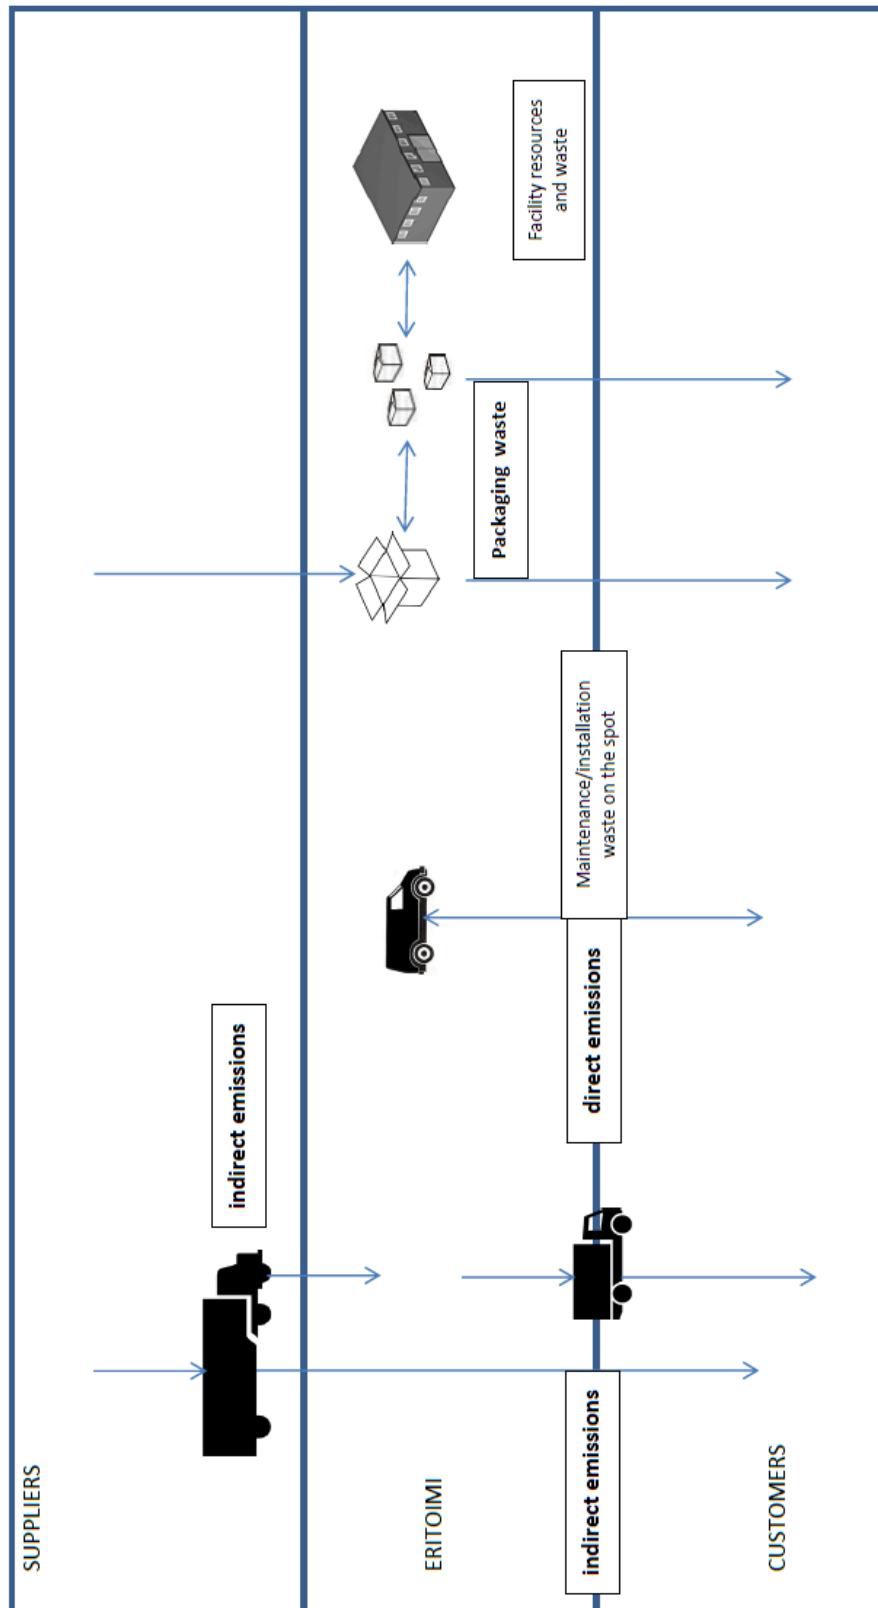 SUPPLIERS
indirect emissions
ERITOIMI
Packaging waste
Facility resources
and waste
indirect emissions
direct emissions
Maintenance/installation
waste on the spot
CUSTOMERS